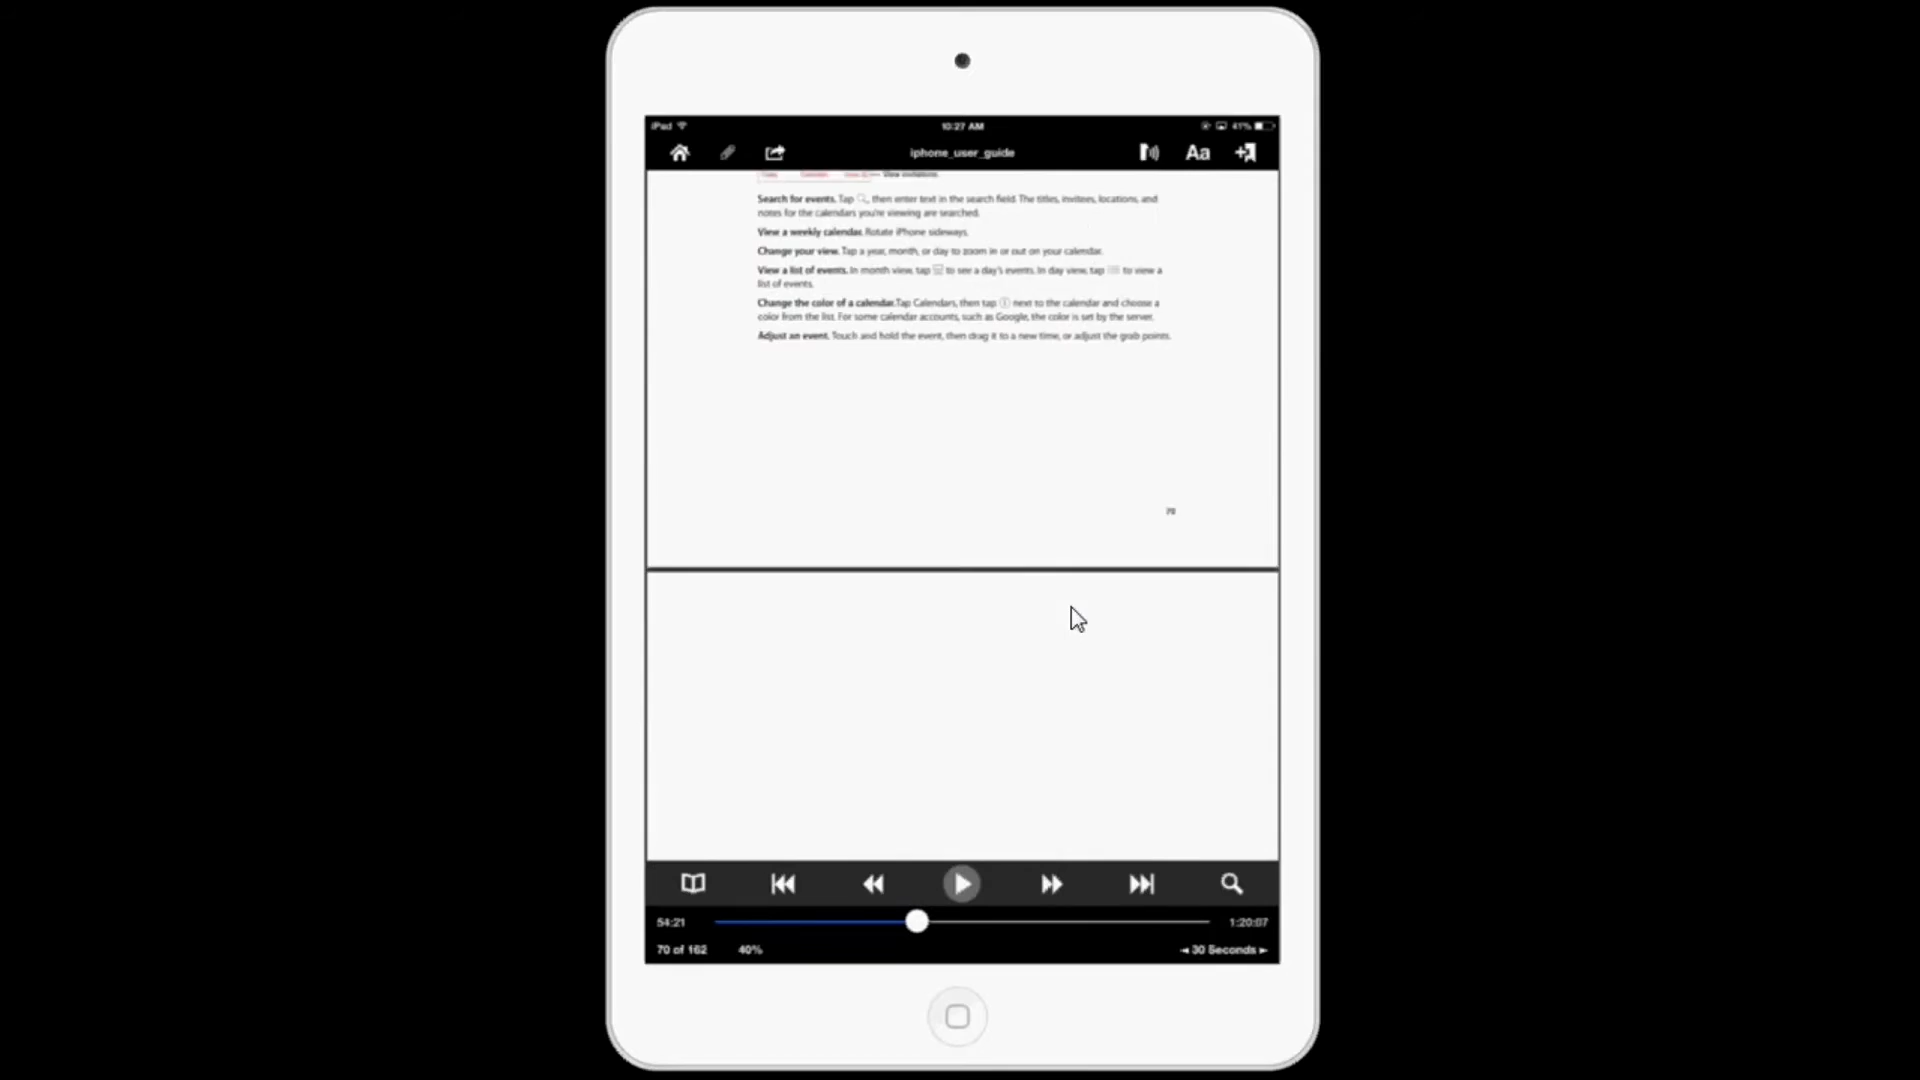 iPad
10:27 AM
41%
iphone_user_guide
Aa
View invitations.
Search for events. Tap , then enter text in the search field. The titles, invitees, locations, and
notes for the calendars you're viewing are searched.
View a weekly calendar. Rotate iPhone sideways.
Change your view. Tap a year, month, or day to zoom in or out on your calendar.
View a list of events. In month view, tap to see a day's events. In day view, tap to view a
list of events.
Change the color of a calendar.Tap Calendars, then tap next to the calendar and choose a
color from the list. For some calendar accounts, such as Google, the color is set by the server.
Adjust an event. Touch and hold the event, then drag it to a new time, or adjust the grab points.
70
54:21
1:20:07
70 of 162
40%
30 Seconds